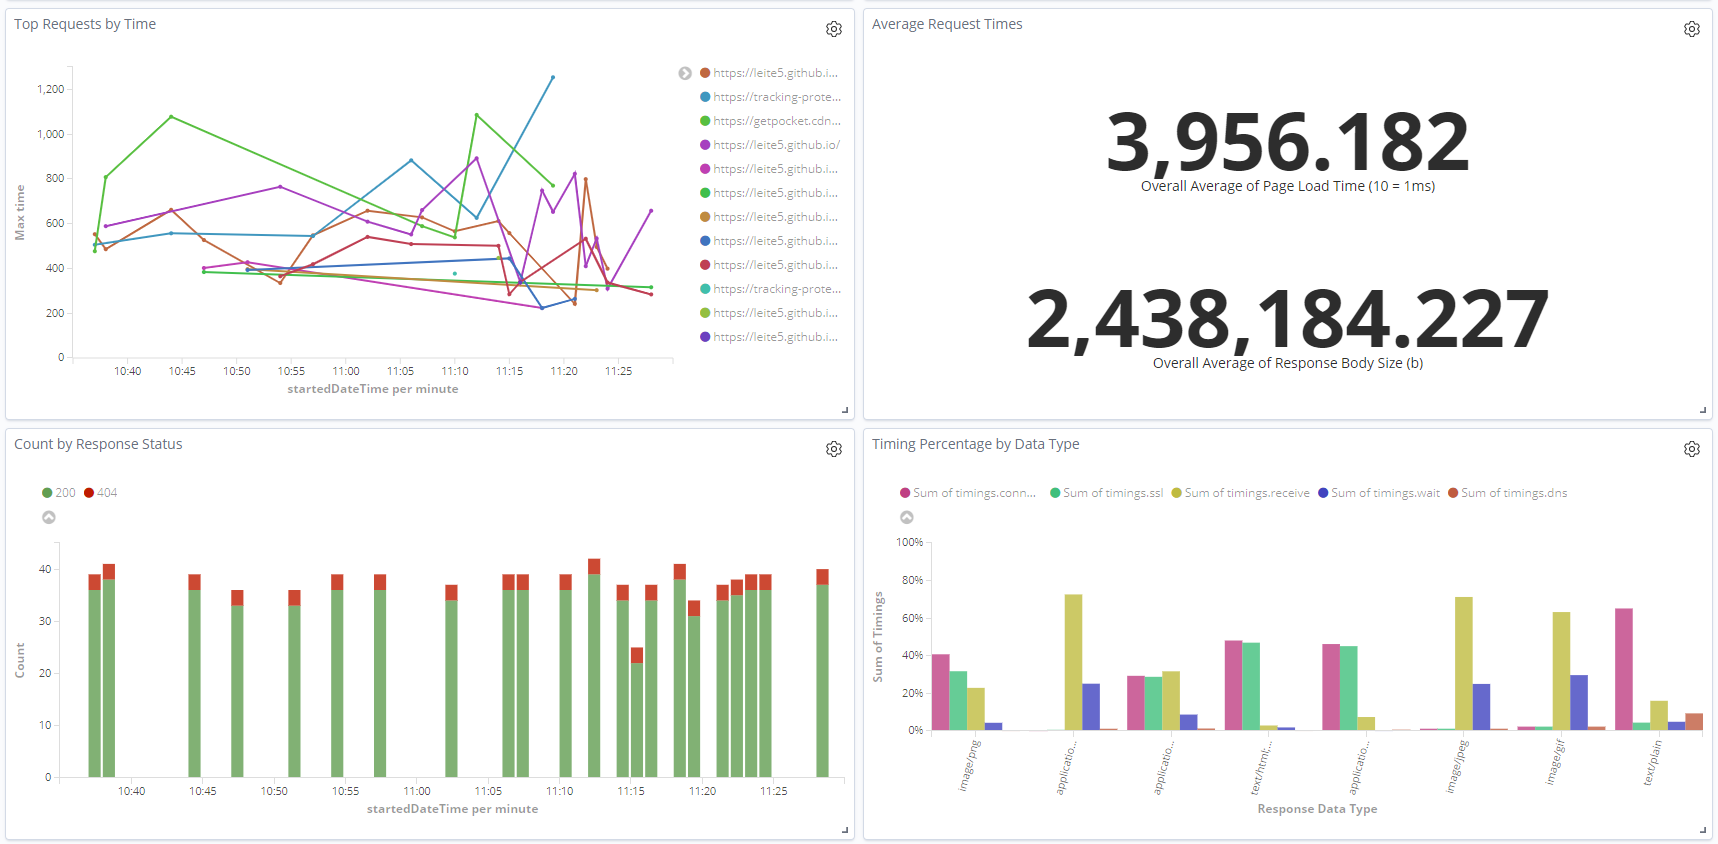 Top Requests by Time
1,200
1,000
800
600
400
200
0
Max time
10:40 10:45 10:50 10:55 11:00 11:05 11:10 11:15 11:20 11:25
startedDateTime per minute
https://leite5.github.i...
https://tracking-prote...
https://getpocket.cdn...
https://leite5.github.io/
https://leite5.github.i...
https://leite5.github.i...
https://leite5.github.i...
https://leite5.github.i...
https://leite5.github.i...
https://tracking-prote...
https://leite5.github.i...
https://leite5.github.i...
Average Request Times
3,956.182
Overall Average of Page Load Time (10 = 1ms)
2,438,184.227
Overall Average of Response Body Size (b)
Count by Response Status
200 404
40
30
20
10
0
Count
10:40 10:45 10:50 10:55 11:00 11:05 11:10 11:15 11:20 11:25
startedDateTime per minute
Timing Percentage by Data Type
Sum of timings.conn... Sum of timings.ssl Sum of timings.receive Sum of timings.wait Sum of timings.dns
100%
80%
60%
40%
20%
0%
Sum of Timings
image/png applicatio... applicatio... text/html;... applicatio... image/jpeg image/gif text/plain
Response Data Type